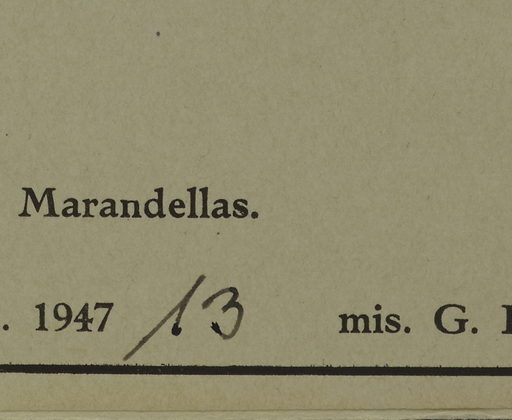 Marandellas.
. 1947 /13 mis. G.